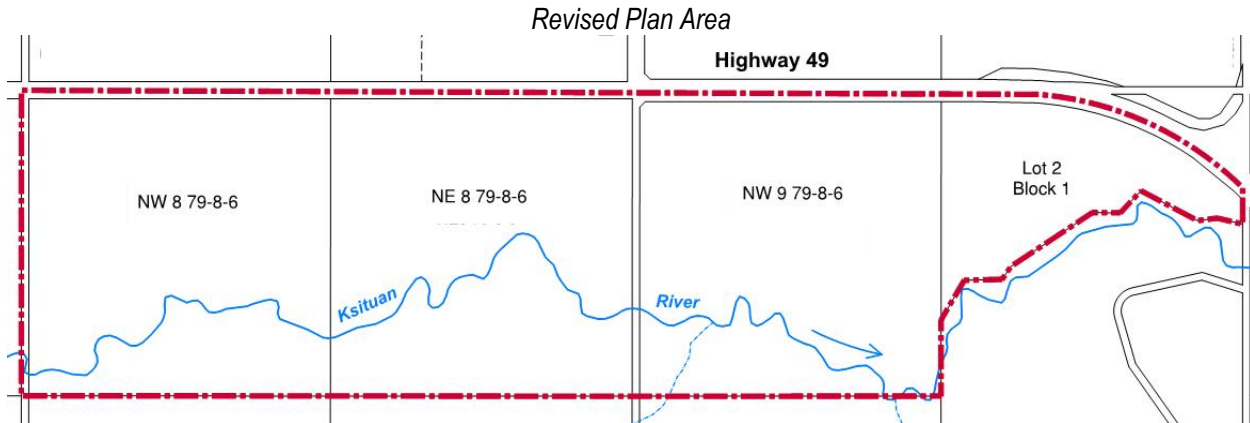 Revised Plan Area
Highway 49
Lot 2
Block 1
NW 8 79-8-6
NE 8 79-8-6
NW 9 79-8-6
Ksituan
River